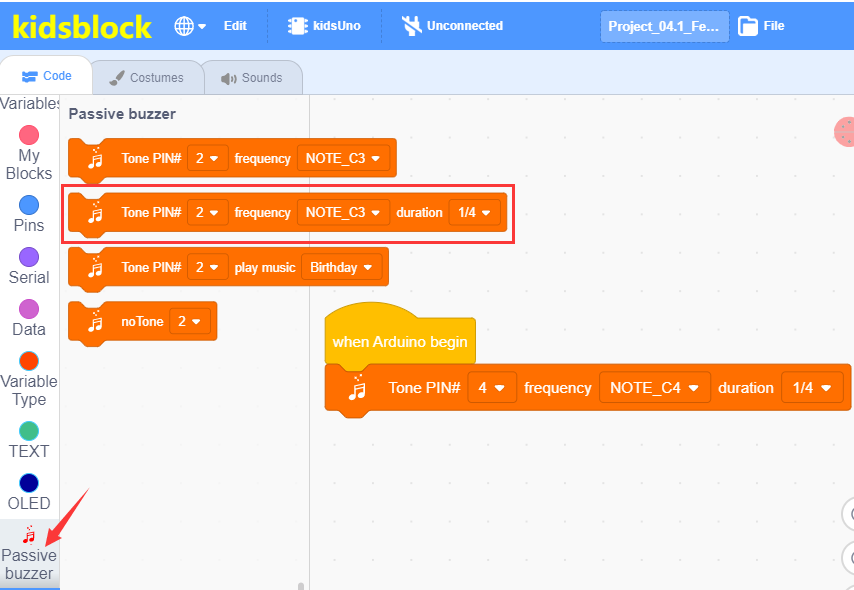 kidsblock Edit kidsUno Unconnected Project_04.1_Fe... File
Code Costumes Sounds
Variables
My
Blocks
Pins
Serial
Data
Variable
Type
TEXT
OLED
Passive
buzzer
Passive buzzer
Tone PIN# 2 frequency NOTE_C3
Tone PIN# 2 frequency NOTE_C3 duration 1/4
Tone PIN# 2 play music Birthday
noTone 2
when Arduino begin
Tone PIN# 4 frequency NOTE_C4 duration 1/4